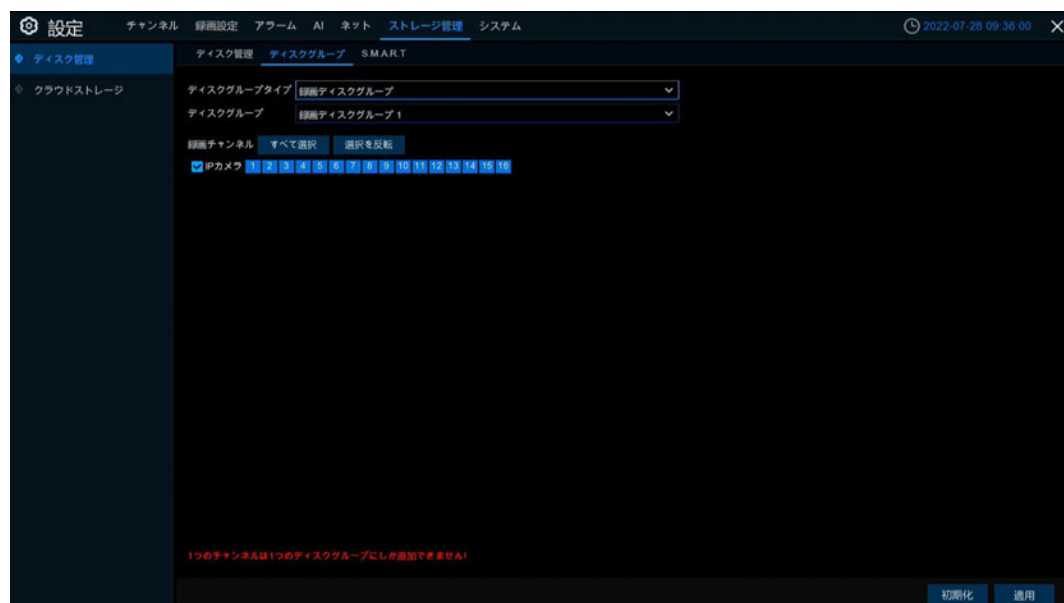 設定 チャンネル 録画設定 アラーム AI ネット ストレージ管理 システム 2022-07-28 09:36:00
ディスク管理 ディスク管理 ディスクグループ S.M.A.R.T
クラウドストレージ
ディスクグループタイプ 録画ディスクグループ
ディスクグループ 録画ディスクグループ 1
録画チャンネル すべて選択 選択を反転
IPカメラ 1 2 3 4 5 6 7 8 9 10 11 12 13 14 15 16
1つのチャンネルは1つのディスクグループにしか追加できません!
初期化 適用